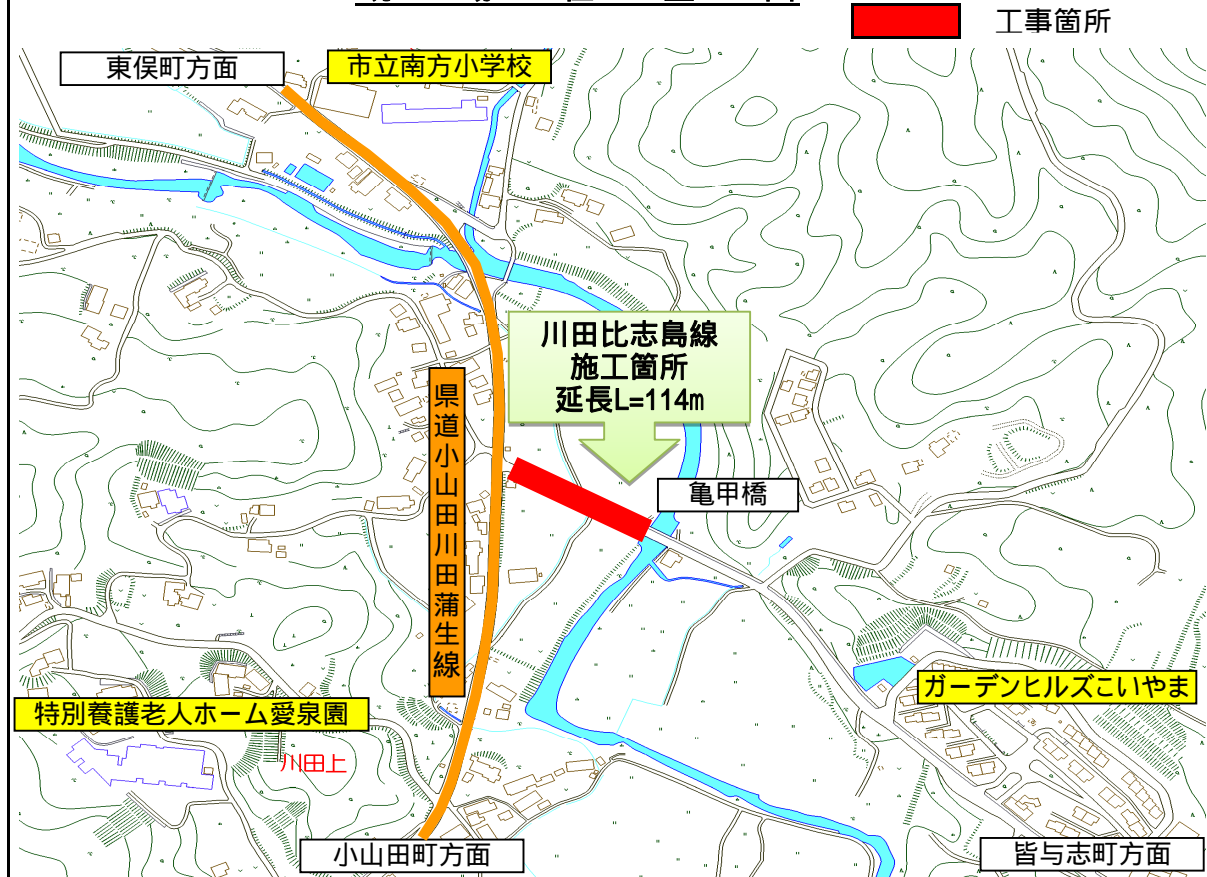 工事箇所
東俣町方面
市立南方小学校
川田比志島線
施工箇所
延長L=114m
県道小山田川田蒲生線
亀甲橋
ガーデンヒルズこいやま
特別養護老人ホーム愛泉園
川田上
小山田町方面
皆与志町方面